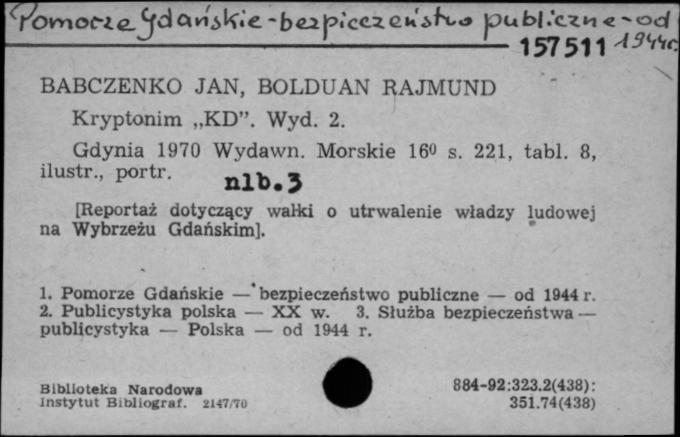 Pomorze Gdańskie - bezpieczeństwo publiczne - od
157511 1944r.
BABCZENKO JAN, BOLDUAN RAJMUND
Kryptonim „KD”. Wyd. 2.
Gdynia 1970 Wydawn. Morskie 16⁰ s. 221, tabl. 8,
ilustr., portr.
nlb. 3
[Reportaż dotyczący walki o utrwalenie władzy ludowej
na Wybrzeżu Gdańskim].
1. Pomorze Gdańskie — bezpieczeństwo publiczne — od 1944 r.
2. Publicystyka polska — XX w. 3. Służba bezpieczeństwa —
publicystyka — Polska — od 1944 r.
Biblioteka Narodowa
Instytut Bibliograf. 2147/70
884-92:323.2(438):
351.74(438)